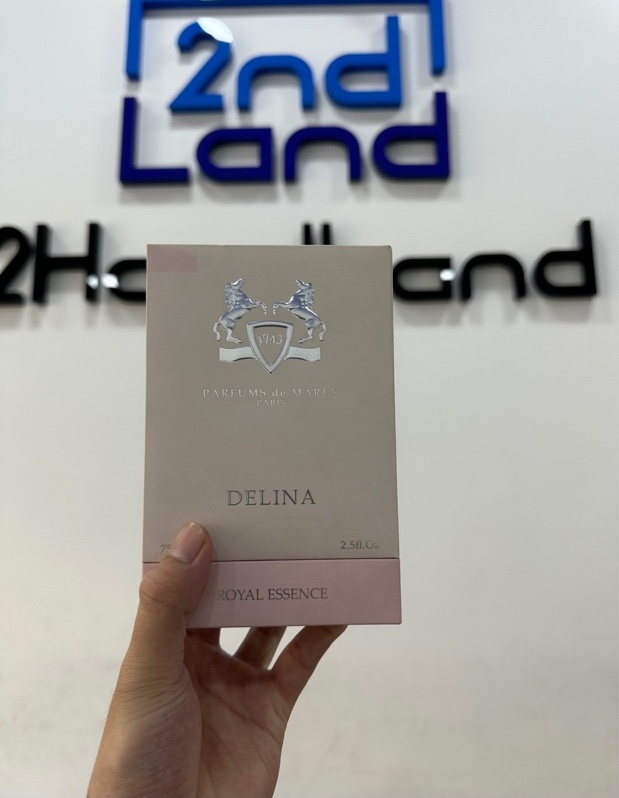 2nd
Land
1743
PARFUMS de MARLY
PARIS
DELINA
2.5fl.Oz
ROYAL ESSENCE